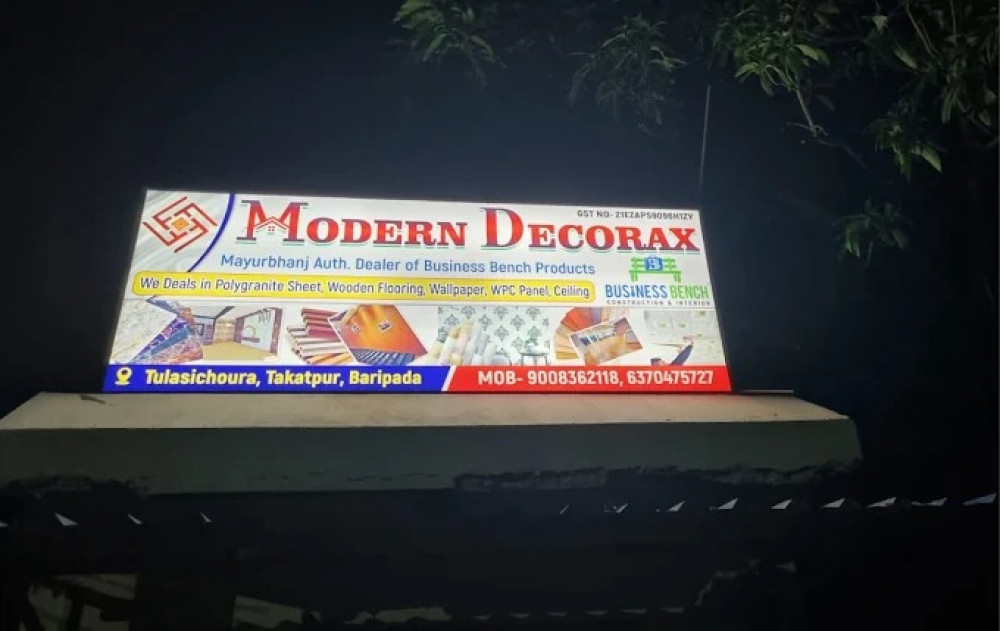 GST NO- 21EZAPS9096H1ZY
MODERN DECORAX
Mayurbhanj Auth. Dealer of Business Bench Products
We Deals in Polygranite Sheet, Wooden Flooring, Wallpaper, WPC Panel, Ceiling
BUSINESS BENCH
CONSTRUCTION & INTERIOR
Tulasichoura, Takatpur, Baripada
MOB- 9008362118, 6370475727